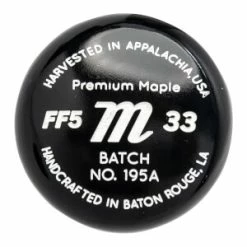 HARVESTED IN APPALACHIA, USA
Premium Maple
FF5 m 33
BATCH
NO. 195A
HANDCRAFTED IN BATON ROUGE, LA